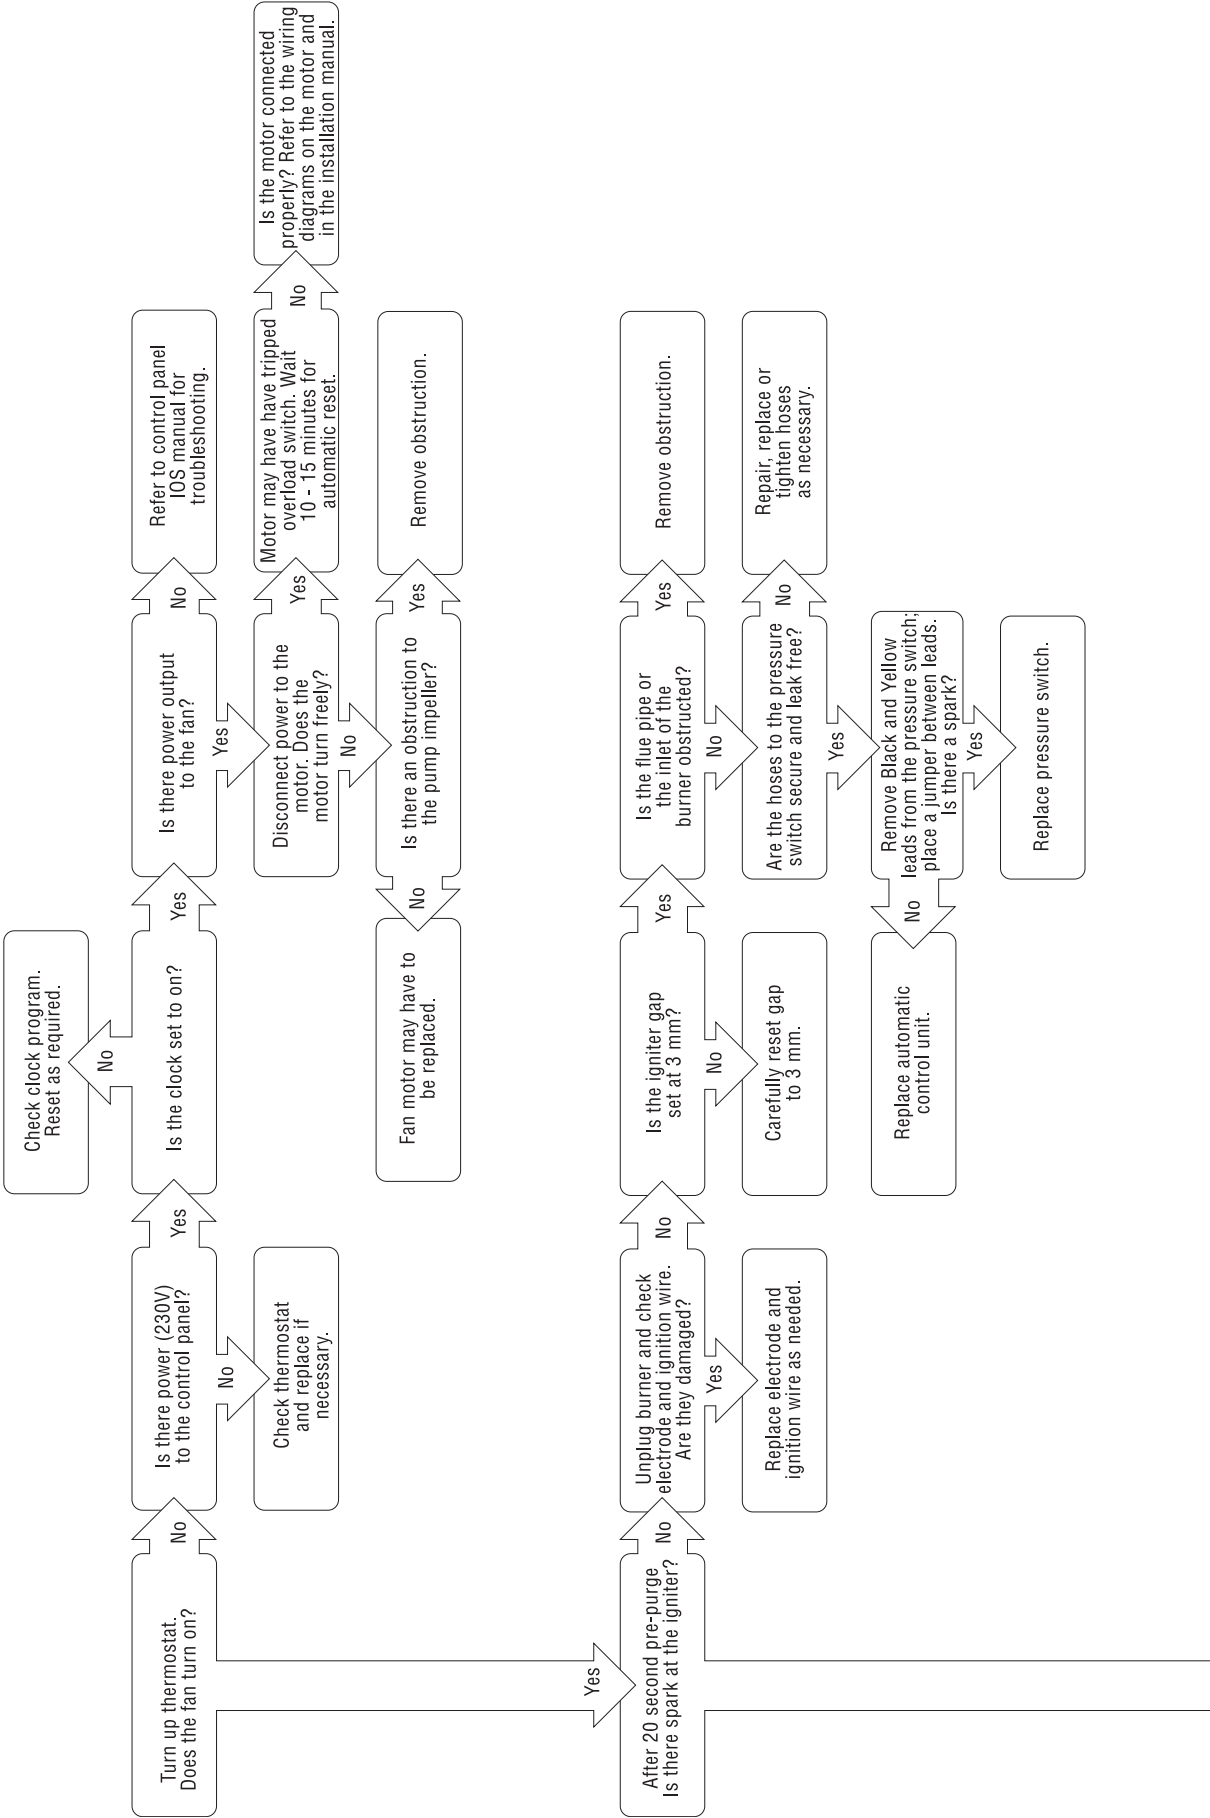 Turn up thermostat.
Does the fan turn on?
No
Is there power (230V)
to the control panel?
No
Check thermostat
and replace if
necessary.
Yes
Is the clock set to on?
No
Check clock program.
Reset as required.
Yes
Is there power output
to the fan?
No
Refer to control panel
IOS manual for
troubleshooting.
Yes
Disconnect power to the
motor. Does the
motor turn freely?
Yes
Motor may have have tripped
overload switch. Wait
10 - 15 minutes for
automatic reset.
No
Is the motor connected
properly? Refer to the wiring
diagrams on the motor and
in the installation manual.
No
Is there an obstruction to
the pump impeller?
Yes
Remove obstruction.
No
Fan motor may have to
be replaced.
Yes
After 20 second pre-purge
Is there spark at the igniter?
No
Unplug burner and check
electrode and ignition wire.
Are they damaged?
Yes
Replace electrode and
ignition wire as needed.
No
Is the igniter gap
set at 3 mm?
No
Carefully reset gap
to 3 mm.
Yes
Is the flue pipe or
the inlet of the
burner obstructed?
Yes
Remove obstruction.
No
Are the hoses to the pressure
switch secure and leak free?
No
Repair, replace or
tighten hoses
as necessary.
Yes
Remove Black and Yellow
leads from the pressure switch;
place a jumper between leads.
Is there a spark?
No
Replace automatic
control unit.
Yes
Replace pressure switch.